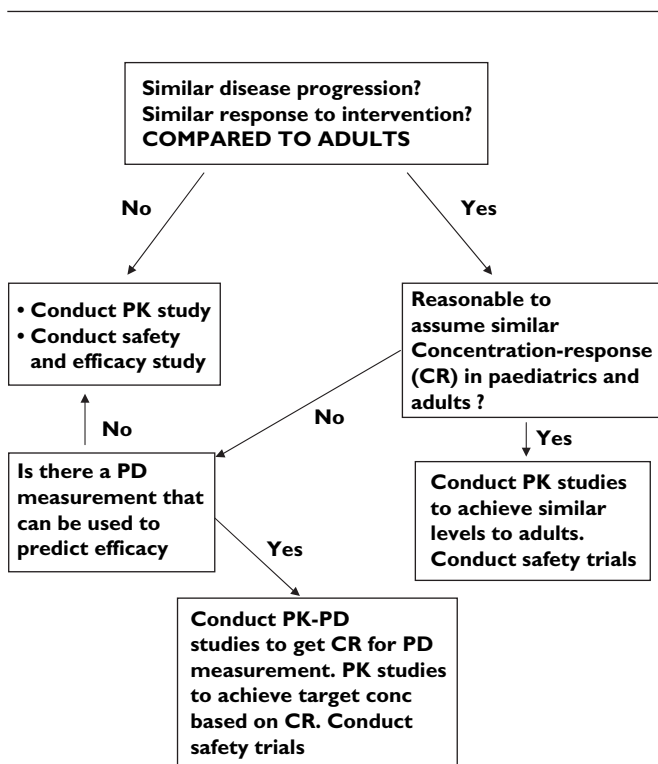 Similar disease progression?
Similar response to intervention?
COMPARED TO ADULTS
No
Yes
• Conduct PK study
• Conduct safety
and efficacy study
Reasonable to
assume similar
Concentration-response
(CR) in paediatrics and
adults ?
No
No
Yes
Is there a PD
measurement that
can be used to
predict efficacy
Conduct PK studies
to achieve similar
levels to adults.
Conduct safety trials
Yes
Conduct PK-PD
studies to get CR for PD
measurement. PK studies
to achieve target conc
based on CR. Conduct
safety trials